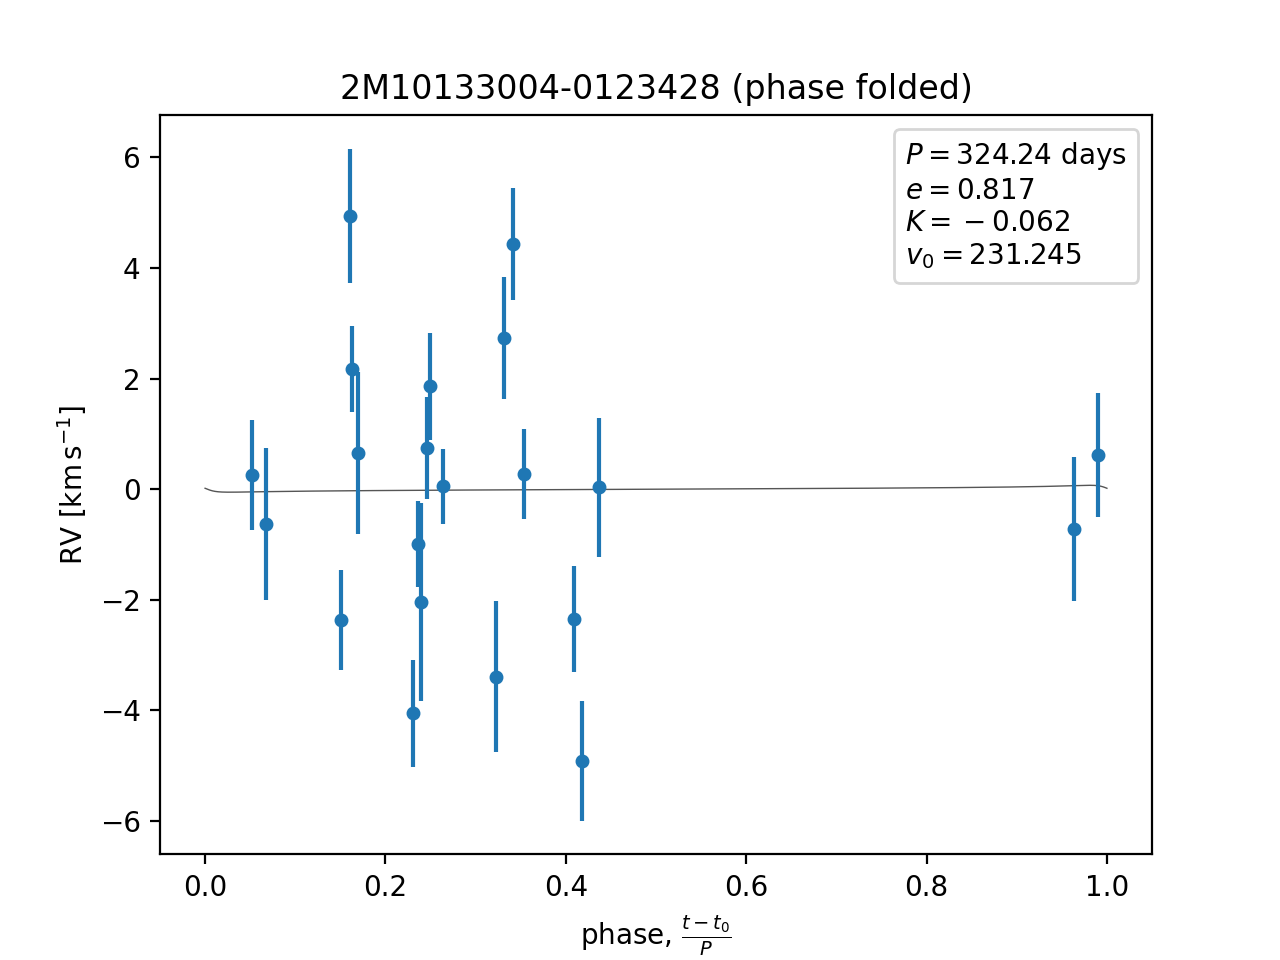 2M10133004-0123428 (phase folded)
P = 324.24 days
e = 0.817
K = −0.062
v₀ = 231.245
6
4
2
0
−2
−4
−6
RV [km s⁻¹]
0.0 0.2 0.4 0.6 0.8 1.0
phase, (t − t₀)/P